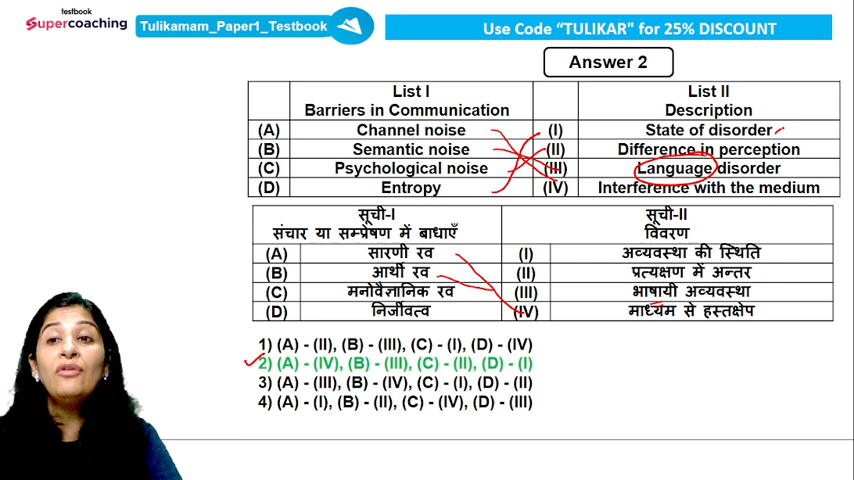 testbook
Supercoaching
Tulikamam_Paper1_Testbook
Use Code "TULIKAR" for 25% DISCOUNT
Answer 2
List I
Barriers in Communication
List II
Description
(A) Channel noise (I) State of disorder
(B) Semantic noise (II) Difference in perception
(C) Psychological noise (III) Language disorder
(D) Entropy (IV) Interference with the medium
सूची-I
संचार या सम्प्रेषण में बाधाएँ
सूची-II
विवरण
(A) सारणी रव (I) अव्यवस्था की स्थिति
(B) आर्थी रव (II) प्रत्यक्षण में अन्तर
(C) मनोवैज्ञानिक रव (III) भाषायी अव्यवस्था
(D) निर्जीवत्व (IV) माध्यम से हस्तक्षेप
1) (A) - (II), (B) - (III), (C) - (I), (D) - (IV)
2) (A) - (IV), (B) - (III), (C) - (II), (D) - (I)
3) (A) - (III), (B) - (IV), (C) - (I), (D) - (II)
4) (A) - (I), (B) - (II), (C) - (IV), (D) - (III)